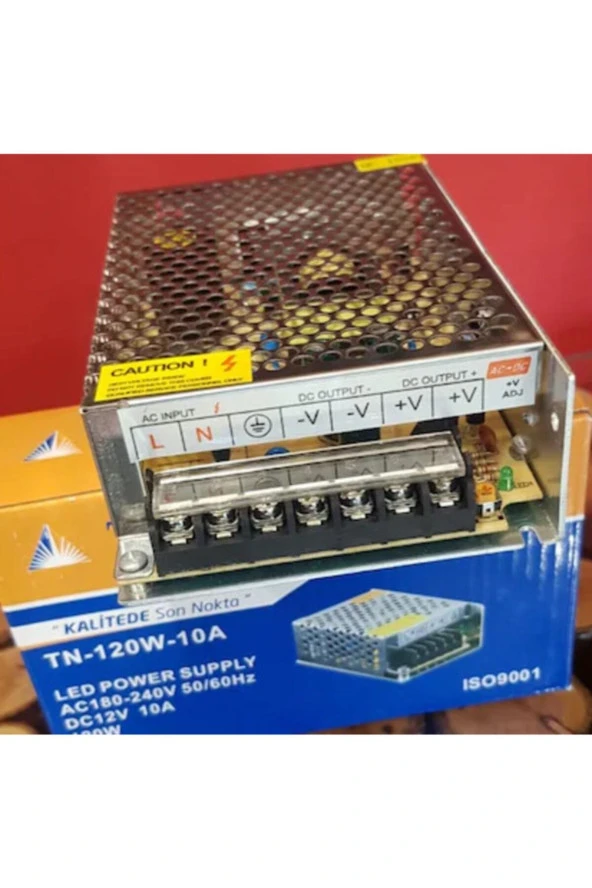 CAUTION !
AC INPUT
DC OUTPUT -
DC OUTPUT +
AC-DC
L
N
-V
-V
+V
+V
+V
ADJ
"KALİTEDE Son Nokta"
TN-120W-10A
LED POWER SUPPLY
AC180-240V 50/60Hz
DC12V 10A
120W
ISO9001